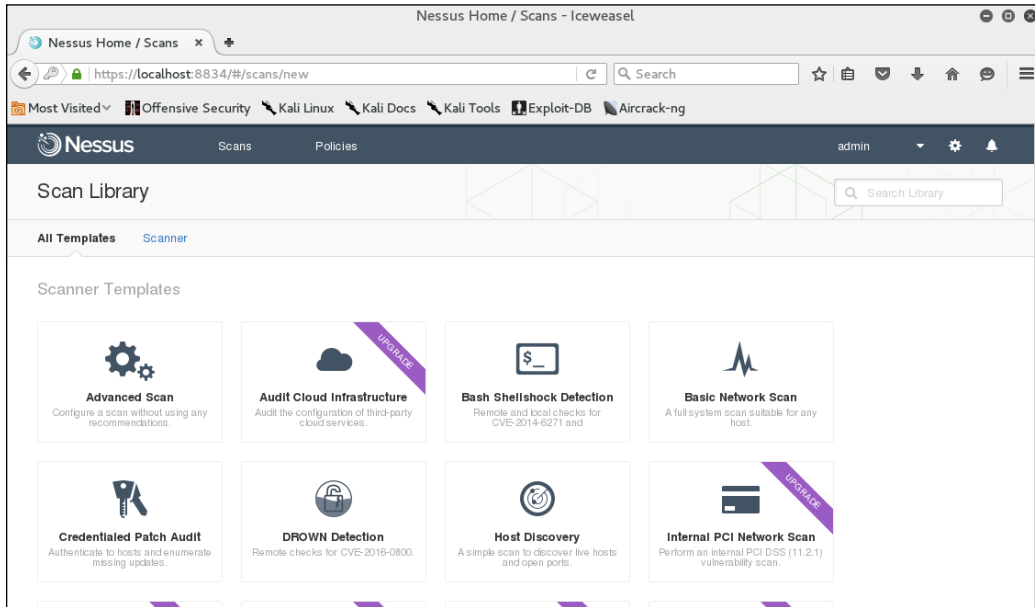 Nessus Home / Scans - Iceweasel
Nessus Home / Scans
https://localhost:8834/#/scans/new
Search
Most Visited
Offensive Security
Kali Linux
Kali Docs
Kali Tools
Exploit-DB
Aircrack-ng
Nessus
Scans
Policies
admin
Scan Library
Search Library
All Templates
Scanner
Scanner Templates
UPGRADE
$_
Advanced Scan
Configure a scan without using any
recommendations.
Audit Cloud Infrastructure
Audit the configuration of third-party
cloud services.
Bash Shellshock Detection
Remote and local checks for
CVE-2014-6271 and
Basic Network Scan
A full system scan suitable for any
host.
UPGRADE
Credentialed Patch Audit
Authenticate to hosts and enumerate
missing updates.
DROWN Detection
Remote checks for CVE-2016-0800.
Host Discovery
A simple scan to discover live hosts
and open ports.
Internal PCI Network Scan
Perform an internal PCI DSS (11.2.1)
vulnerability scan.